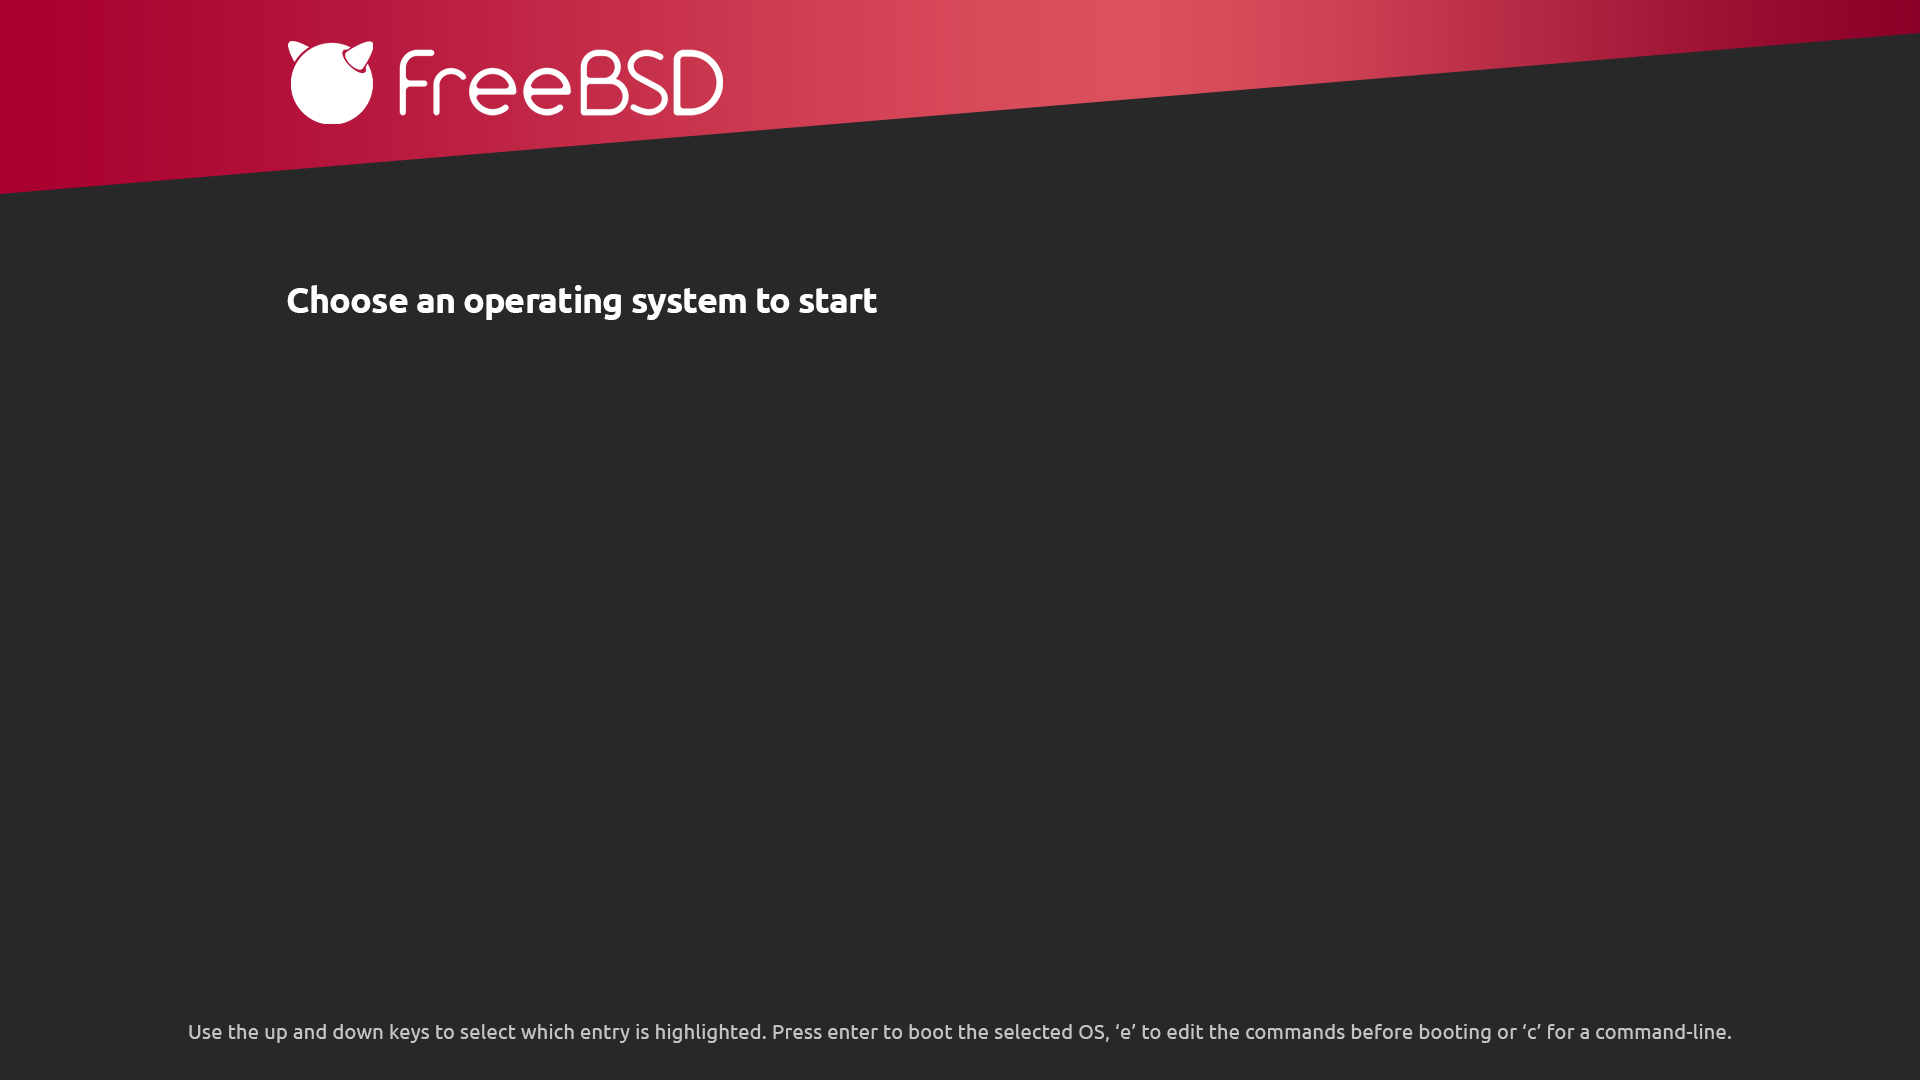 FreeBSD
Choose an operating system to start
Use the up and down keys to select which entry is highlighted. Press enter to boot the selected OS, ‘e’ to edit the commands before booting or ‘c’ for a command-line.